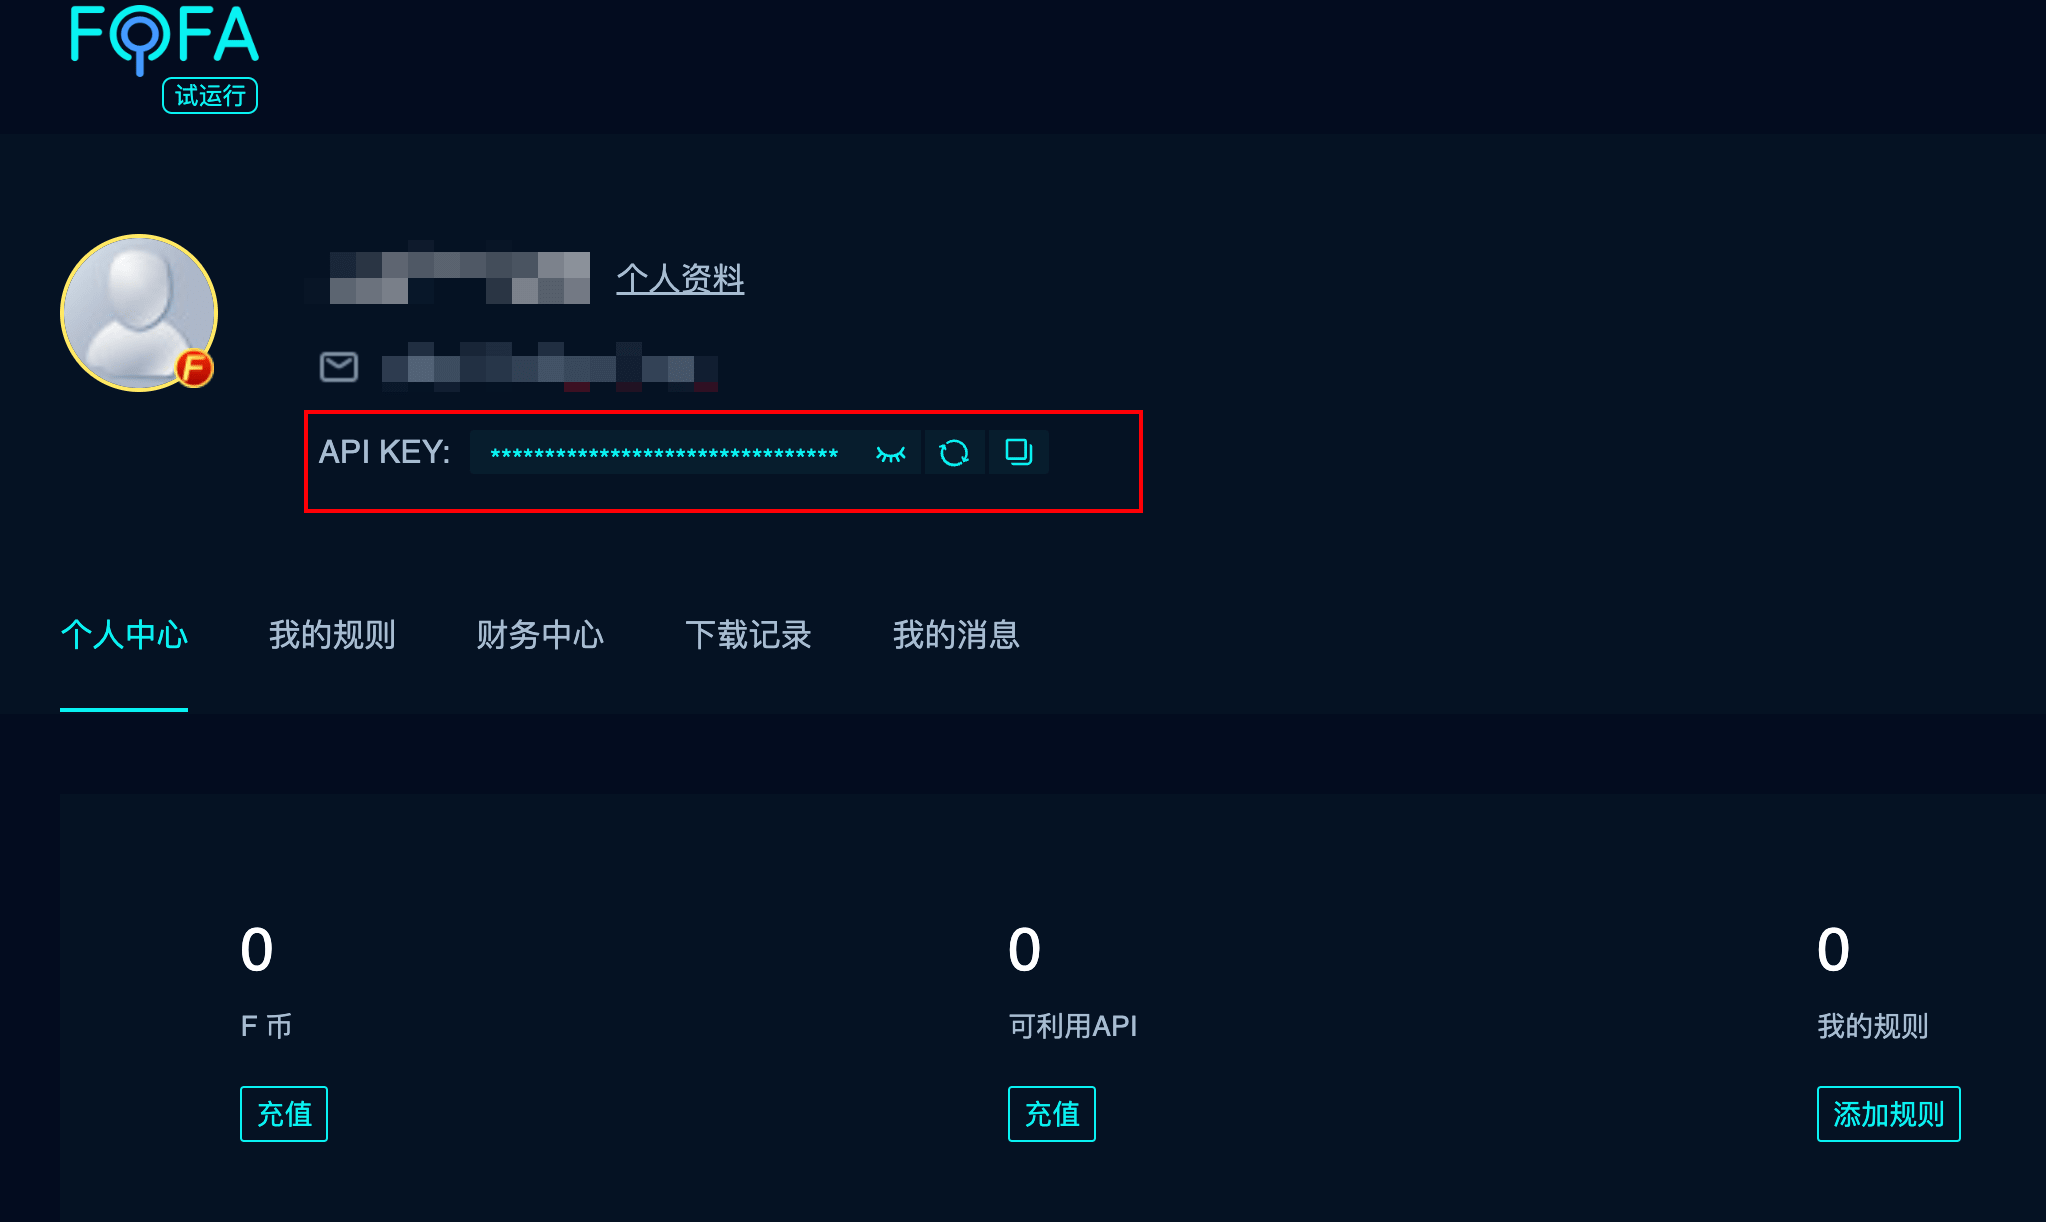 FOFA
试运行
个人资料
API KEY: ********************************
个人中心 我的规则 财务中心 下载记录 我的消息
0 0 0
F 币 可利用API 我的规则
充值 充值 添加规则